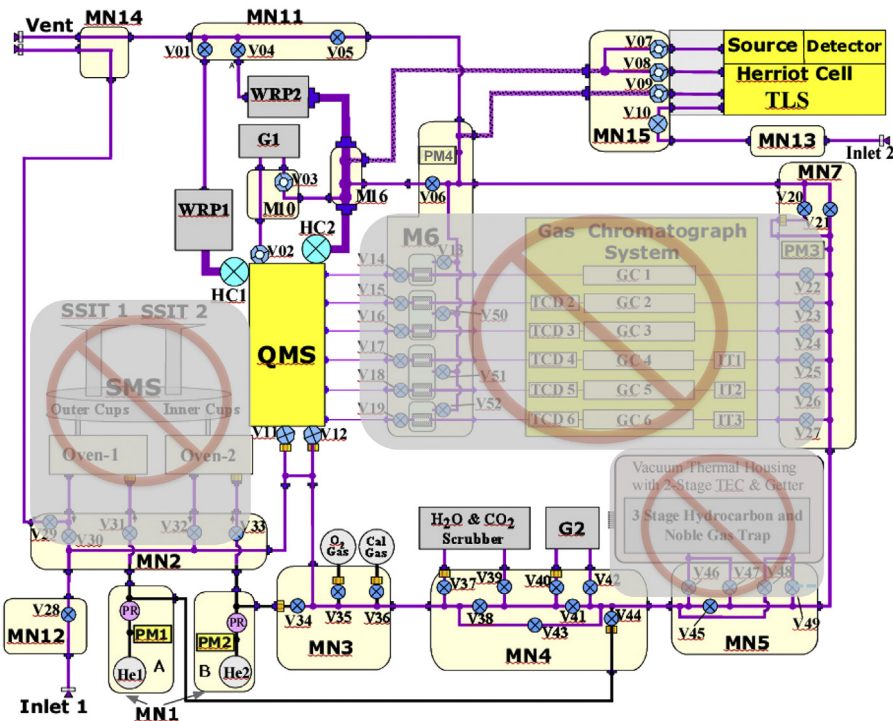 Vent
MN14
MN11
V01
V04
V05
A
WRP2
G1
V03
M10
M16
WRP1
V02
HC2
HC1
PM4
V06
V07
V08
V09
V10
MN15
Source
Detector
Herriot Cell
TLS
MN13
Inlet 2
MN7
V20
V21
PM3
M6
V13
Gas Chromatograph
System
V14
GC 1
V22
V15
TCD 2
GC 2
V23
V50
V16
TCD 3
GC 3
V24
V17
TCD 4
GC 4
IT1
V25
V51
V18
TCD 5
GC 5
IT2
V26
V52
V19
TCD 6
GC 6
IT3
V27
QMS
V11
V12
SSIT 1
SSIT 2
SMS
Outer Cups
Inner Cups
Oven-1
Oven-2
V29
V30
V31
V32
V33
MN2
V28
MN12
Inlet 1
PR
PM1
He1
A
PR
PM2
B
He2
MN1
O2
Gas
Cal
Gas
V34
V35
V36
MN3
H2O & CO2
Scrubber
G2
V37
V39
V40
V42
V38
V41
V43
V44
MN4
Vacuum Thermal Housing
with 2-Stage TEC & Getter
3 Stage Hydrocarbon and
Noble Gas Trap
V46
V47
V48
V45
V49
MN5